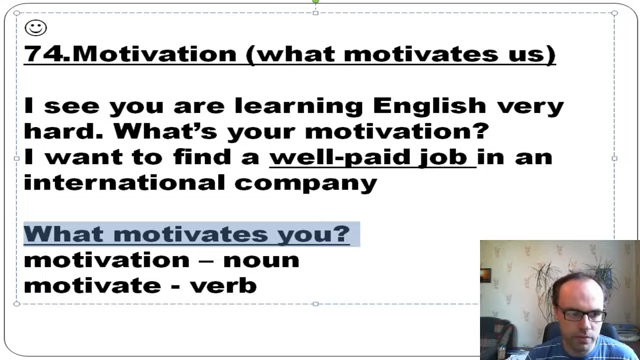 74.Motivation (what motivates us)
I see you are learning English very
hard. What's your motivation?
I want to find a well-paid job in an
international company
What motivates you?
motivation – noun
motivate - verb